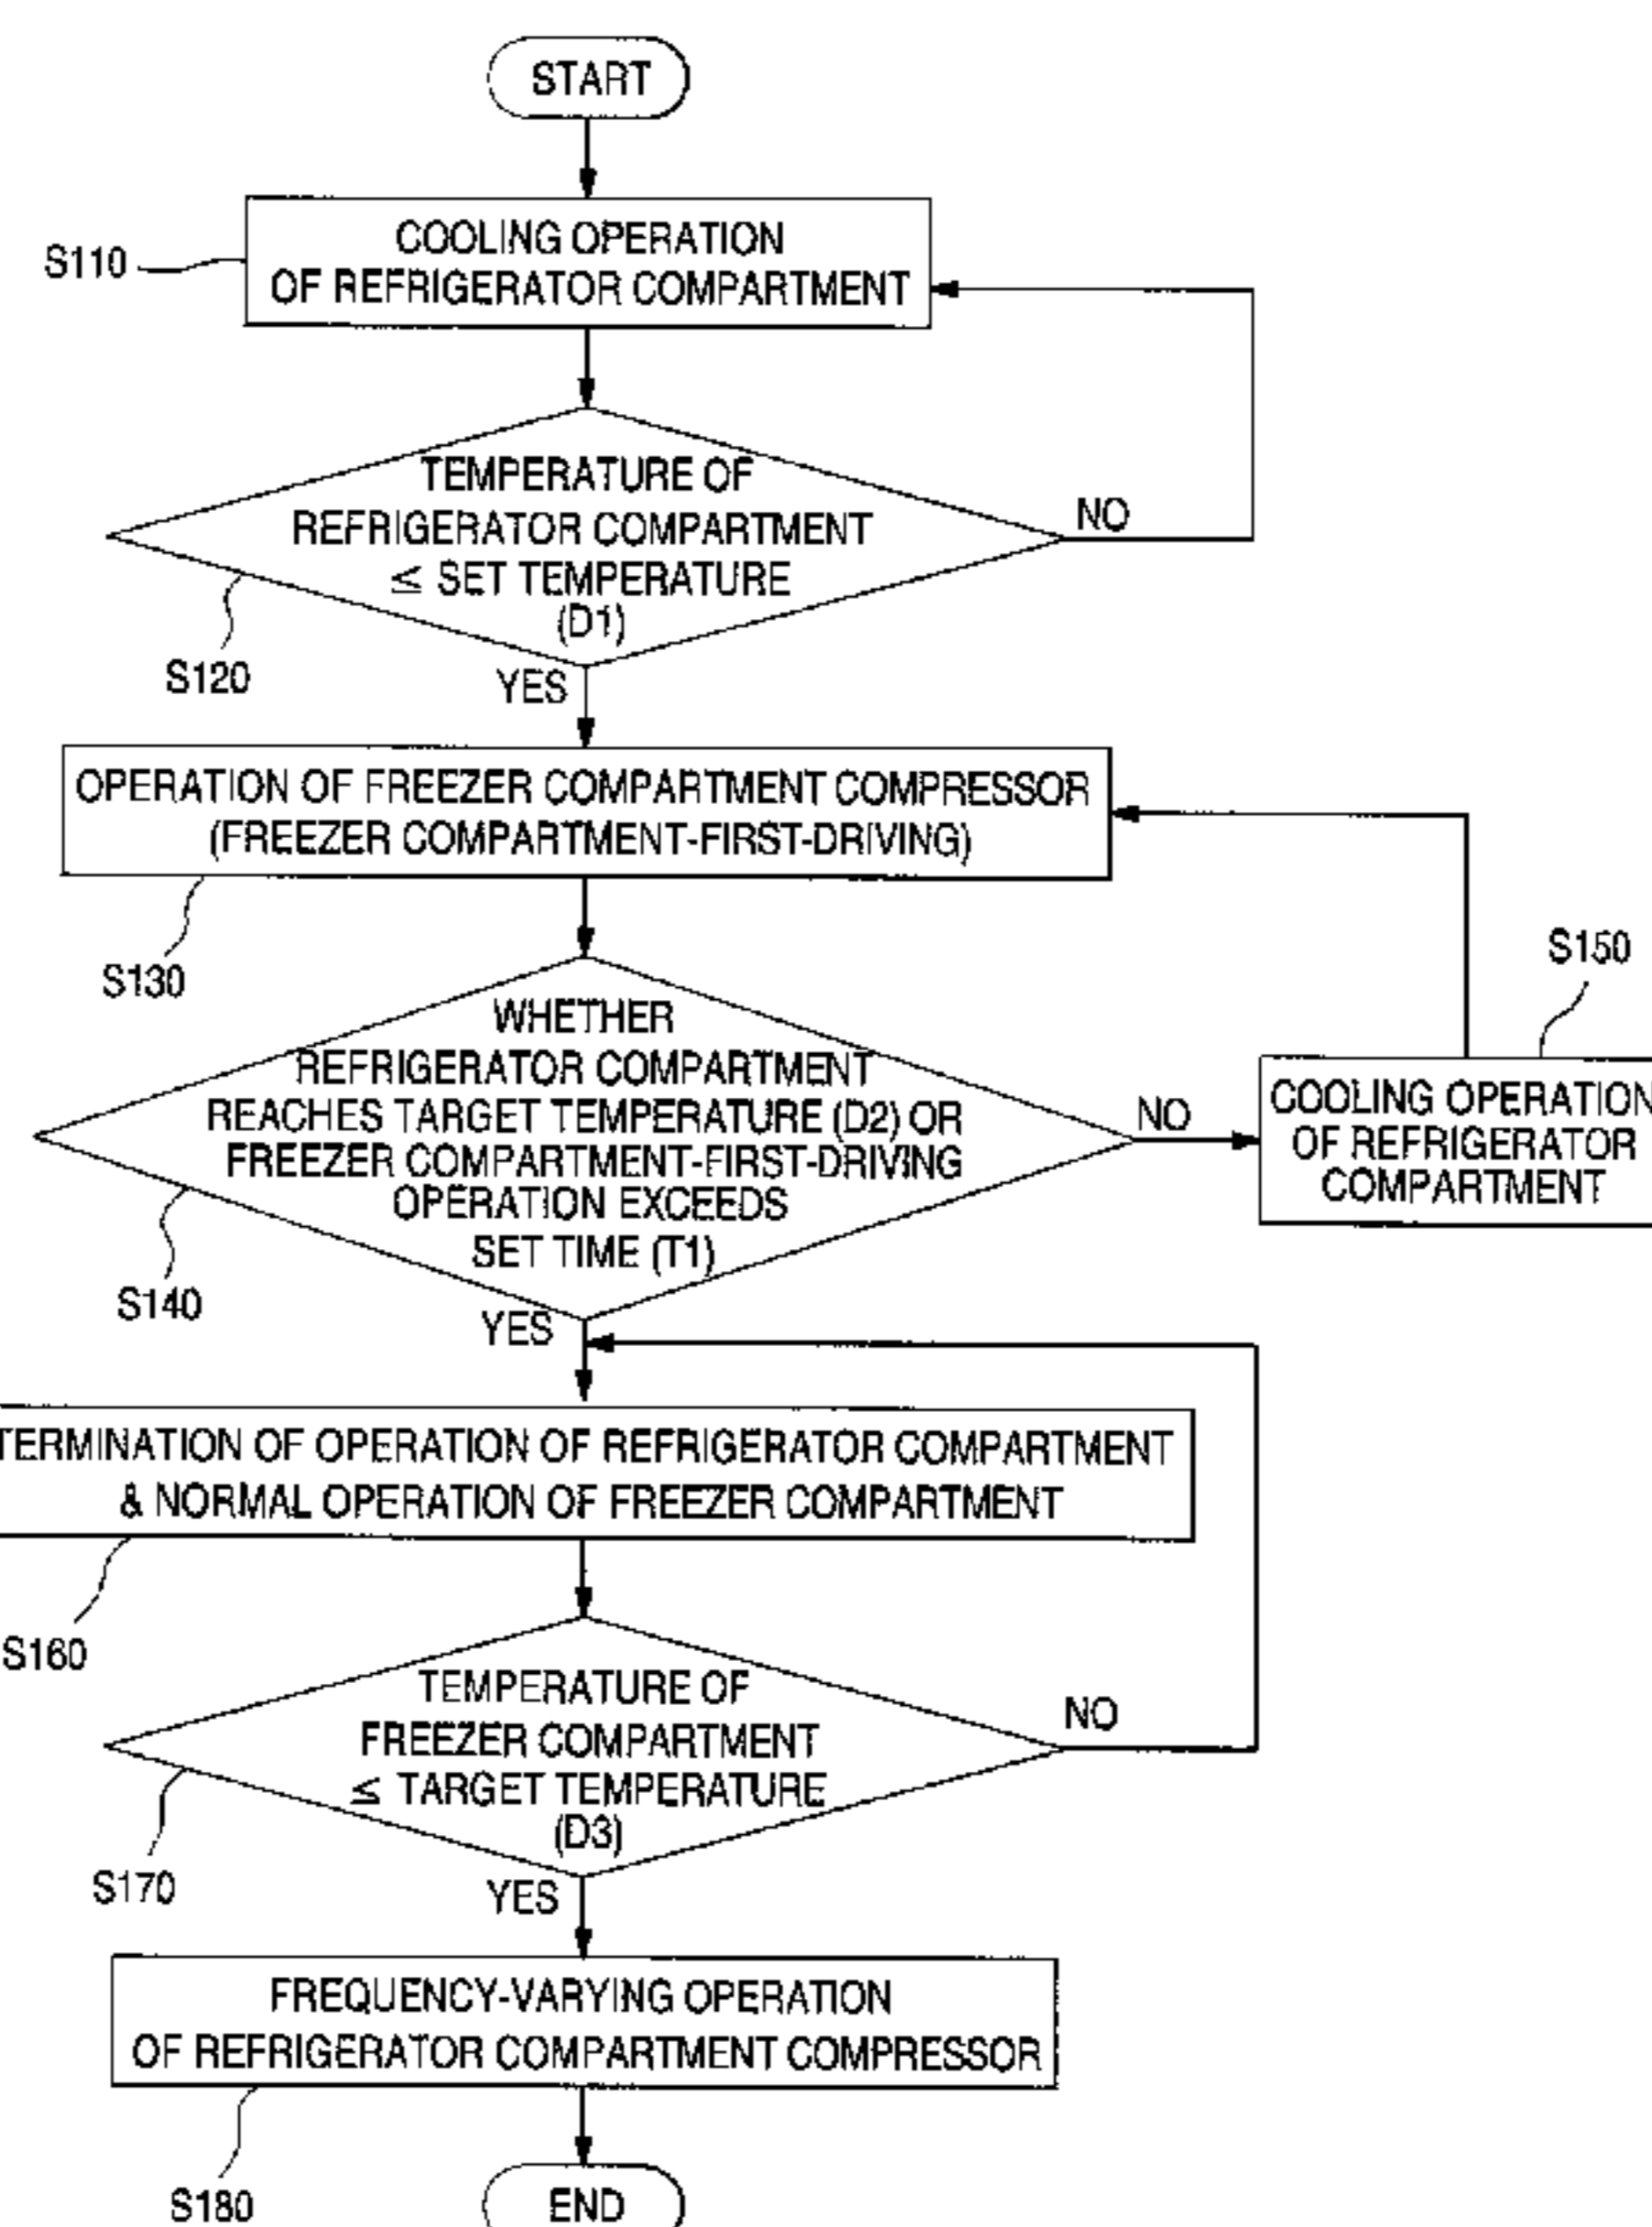 START
COOLING OPERATION
OF REFRIGERATOR COMPARTMENT
S110
TEMPERATURE OF
REFRIGERATOR COMPARTMENT
≤ SET TEMPERATURE
(D1)
NO
S120
YES
OPERATION OF FREEZER COMPARTMENT COMPRESSOR
(FREEZER COMPARTMENT-FIRST-DRIVING)
S130
WHETHER
REFRIGERATOR COMPARTMENT
REACHES TARGET TEMPERATURE (D2) OR
FREEZER COMPARTMENT-FIRST-DRIVING
OPERATION EXCEEDS
SET TIME (T1)
NO
S150
COOLING OPERATION
OF REFRIGERATOR
COMPARTMENT
S140
YES
TERMINATION OF OPERATION OF REFRIGERATOR COMPARTMENT
& NORMAL OPERATION OF FREEZER COMPARTMENT
S160
TEMPERATURE OF
FREEZER COMPARTMENT
≤ TARGET TEMPERATURE
(D3)
NO
S170
YES
FREQUENCY-VARYING OPERATION
OF REFRIGERATOR COMPARTMENT COMPRESSOR
S180
END